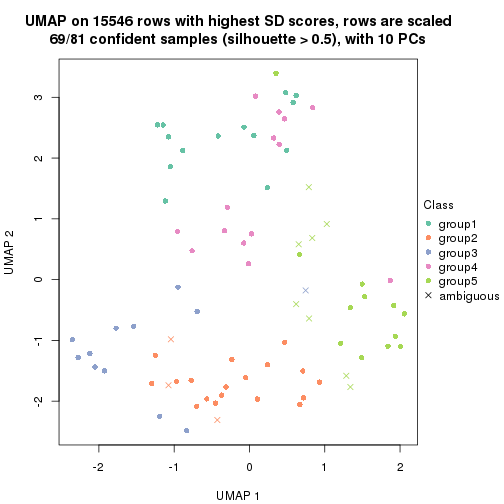 UMAP on 15546 rows with highest SD scores, rows are scaled
69/81 confident samples (silhouette > 0.5), with 10 PCs
3
2
1
0
-1
-2
UMAP 2
-2
-1
0
1
2
UMAP 1
Class
group1
group2
group3
group4
group5
ambiguous